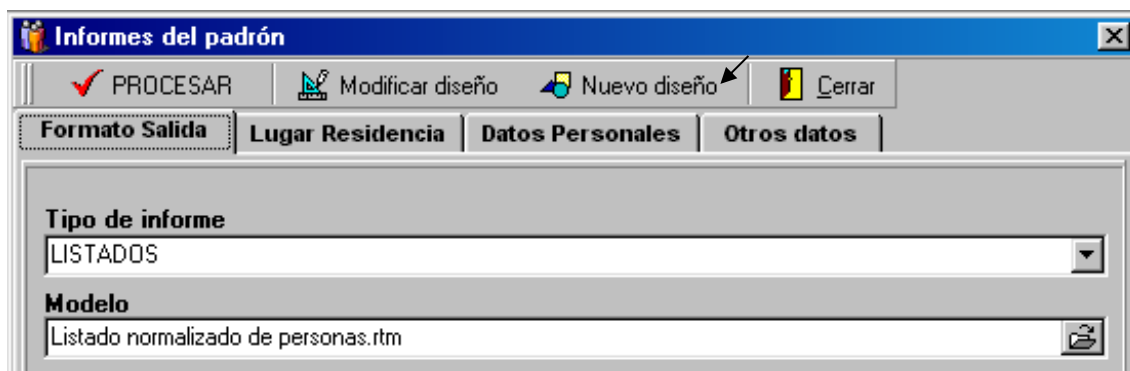 Informes del padrón
PROCESAR Modificar diseño Nuevo diseño Cerrar
Formato Salida Lugar Residencia Datos Personales Otros datos
Tipo de informe
LISTADOS
Modelo
Listado normalizado de personas.rtm